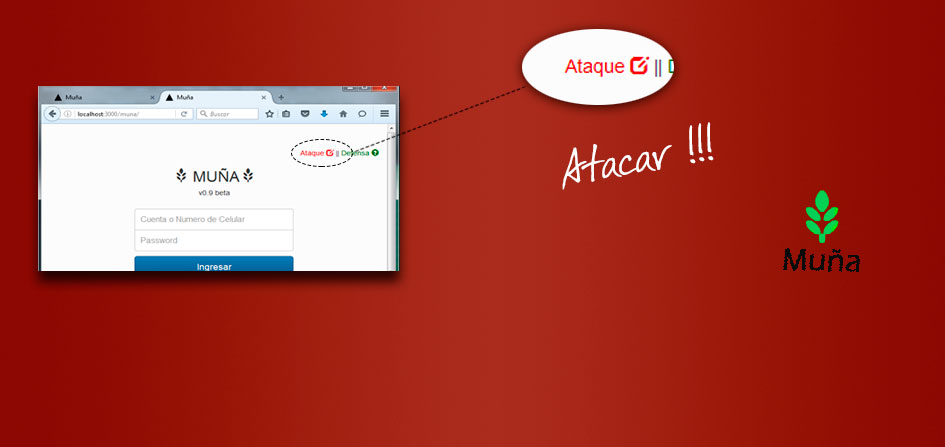 Ataque ||
Atacar !!!
Muña
Muña
Muña
localhost:3000/muna/
Buscar
Ataque || Defensa
MUÑA
v0.9 beta
Cuenta o Numero de Celular
Password
Ingresar